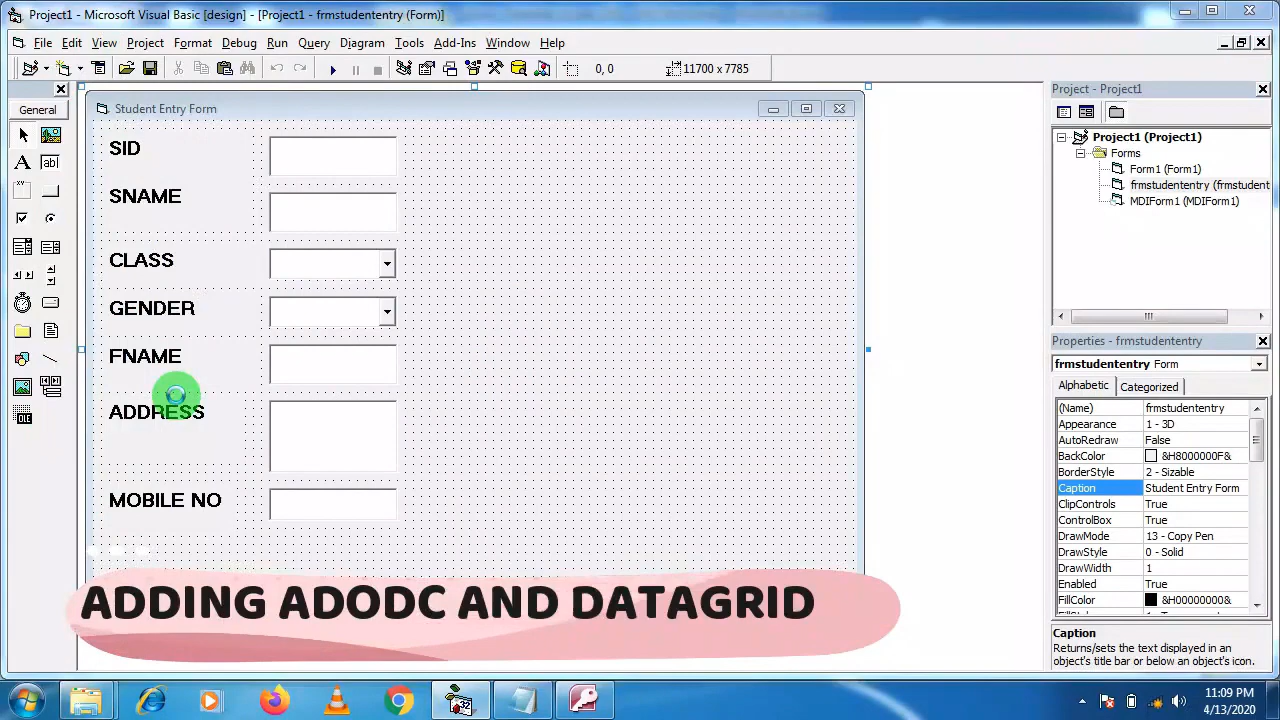 Project1 - Microsoft Visual Basic [design] - [Project1 - frmstudententry (Form)]
File Edit View Project Format Debug Run Query Diagram Tools Add-Ins Window Help
0, 0
11700 x 7785
General
Student Entry Form
SID
SNAME
CLASS
GENDER
FNAME
ADDRESS
MOBILE NO
ADDING ADODC AND DATAGRID
Project - Project1
Project1 (Project1)
Forms
Form1 (Form1)
frmstudententry (frmstudent
MDIForm1 (MDIForm1)
Properties - frmstudententry
frmstudententry Form
Alphabetic Categorized
(Name) frmstudententry
Appearance 1 - 3D
AutoRedraw False
BackColor &H8000000F&
BorderStyle 2 - Sizable
Caption Student Entry Form
ClipControls True
ControlBox True
DrawMode 13 - Copy Pen
DrawStyle 0 - Solid
DrawWidth 1
Enabled True
FillColor &H00000000&
Caption
Returns/sets the text displayed in an
object's title bar or below an object's icon.
11:09 PM
4/13/2020